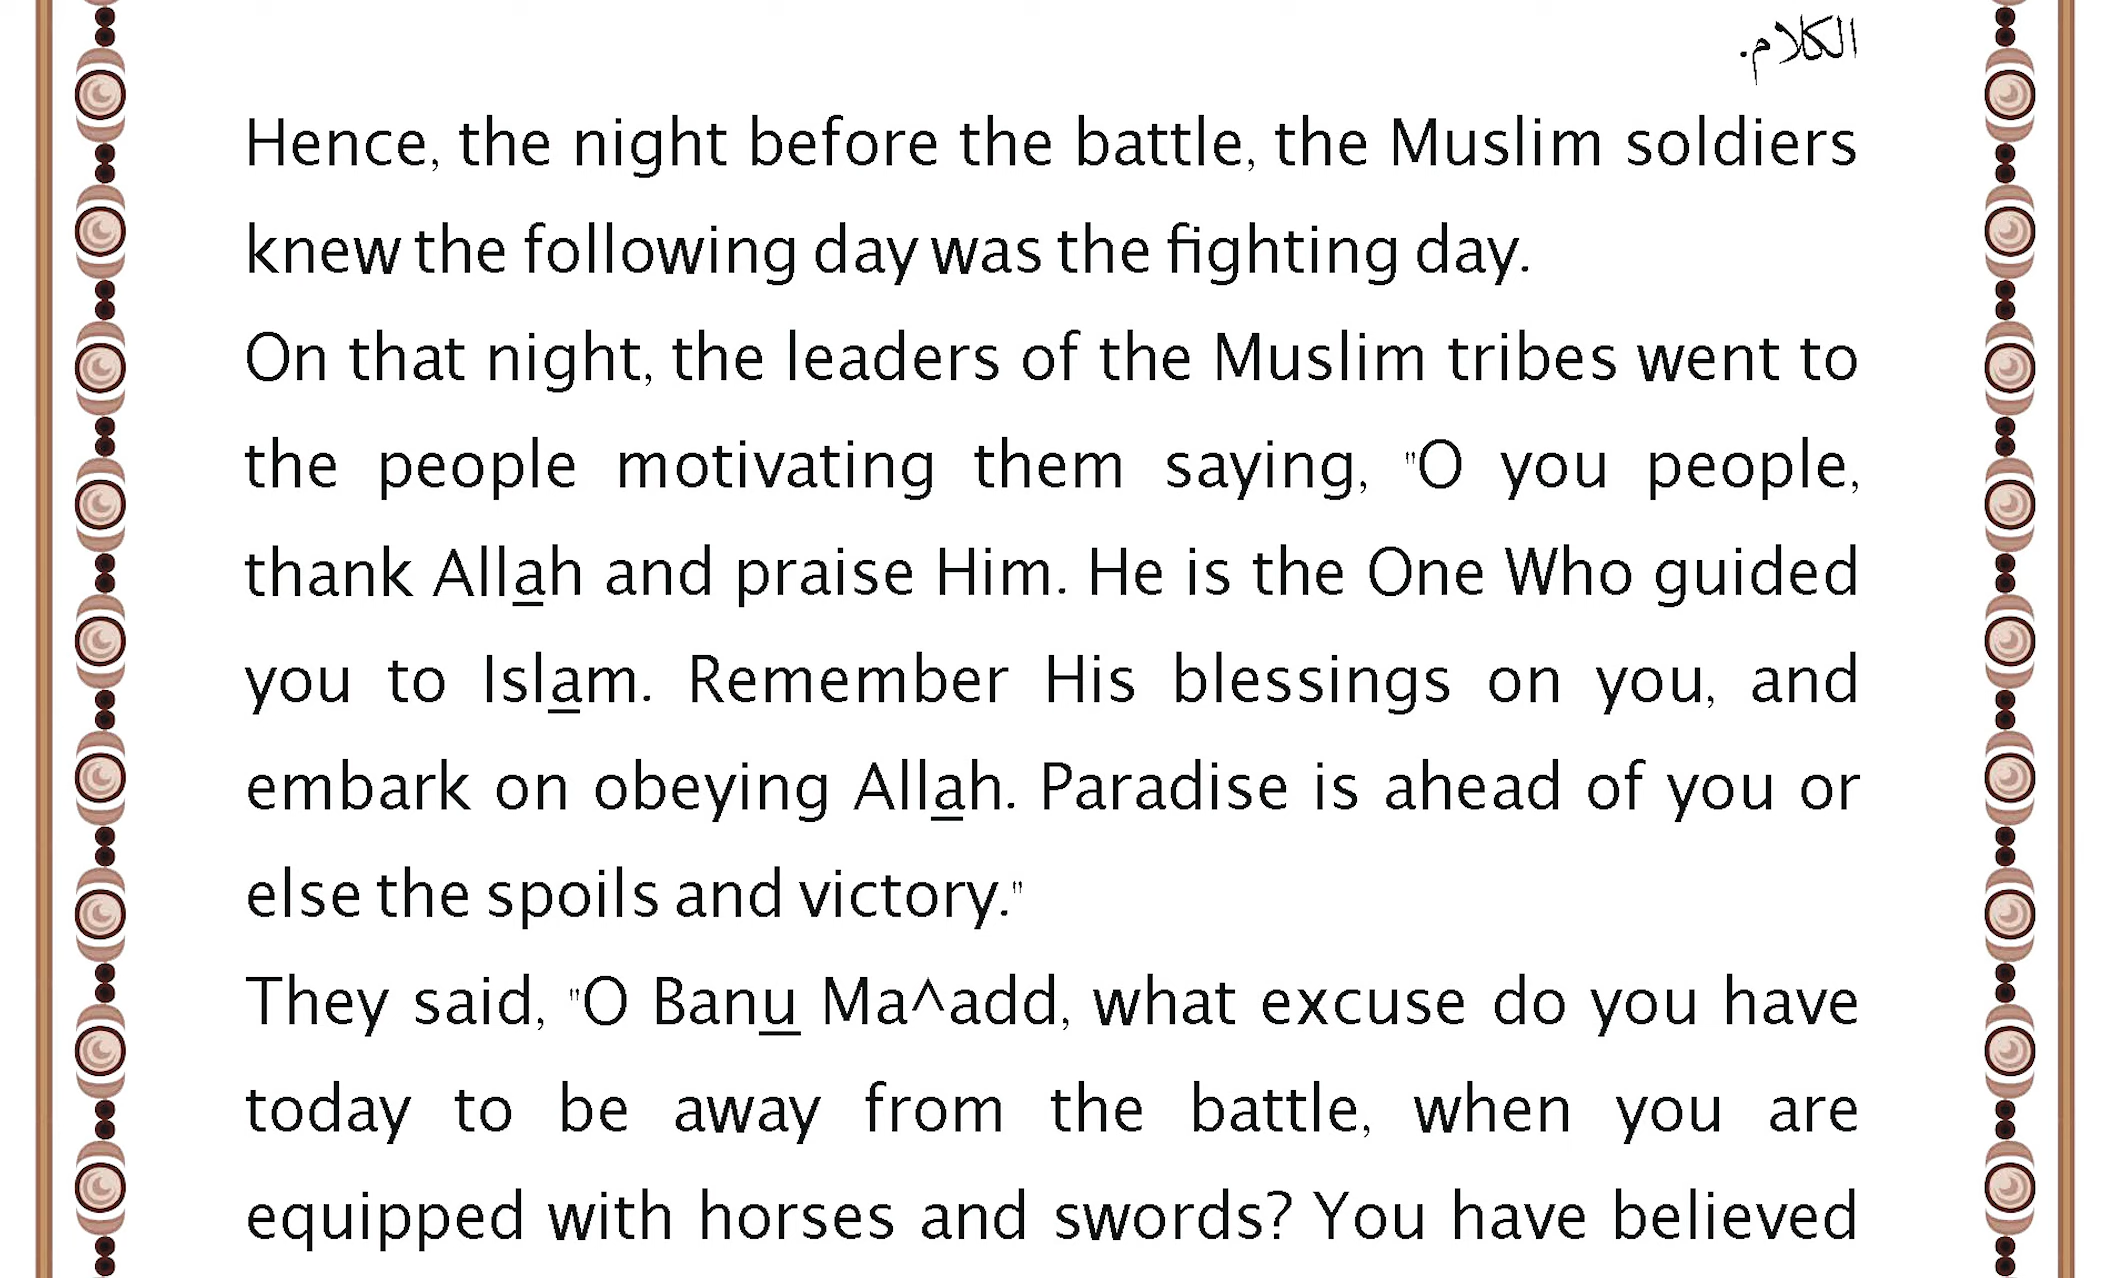 الكلام.
Hence, the night before the battle, the Muslim soldiers
knew the following day was the fighting day.
On that night, the leaders of the Muslim tribes went to
the people motivating them saying, "O you people,
thank Allah and praise Him. He is the One Who guided
you to Islam. Remember His blessings on you, and
embark on obeying Allah. Paradise is ahead of you or
else the spoils and victory."
They said, "O Banu Ma^add, what excuse do you have
today to be away from the battle, when you are
equipped with horses and swords? You have believed